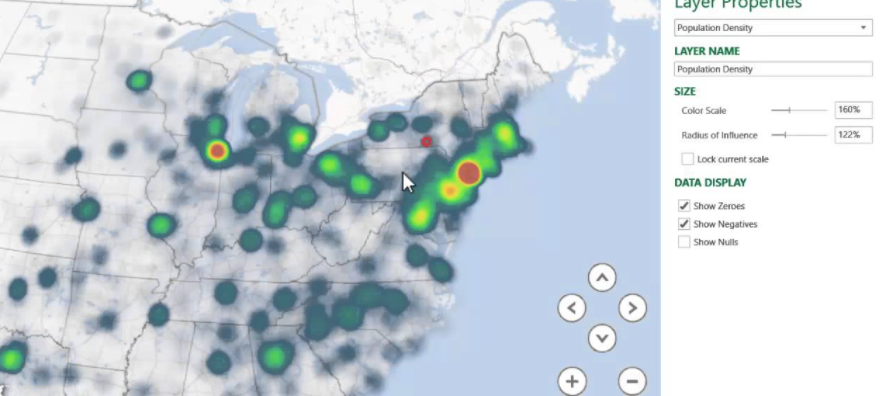 Layer Properties
Population Density
LAYER NAME
Population Density
SIZE
Color Scale 160%
Radius of Influence 122%
Lock current scale
DATA DISPLAY
Show Zeroes
Show Negatives
Show Nulls